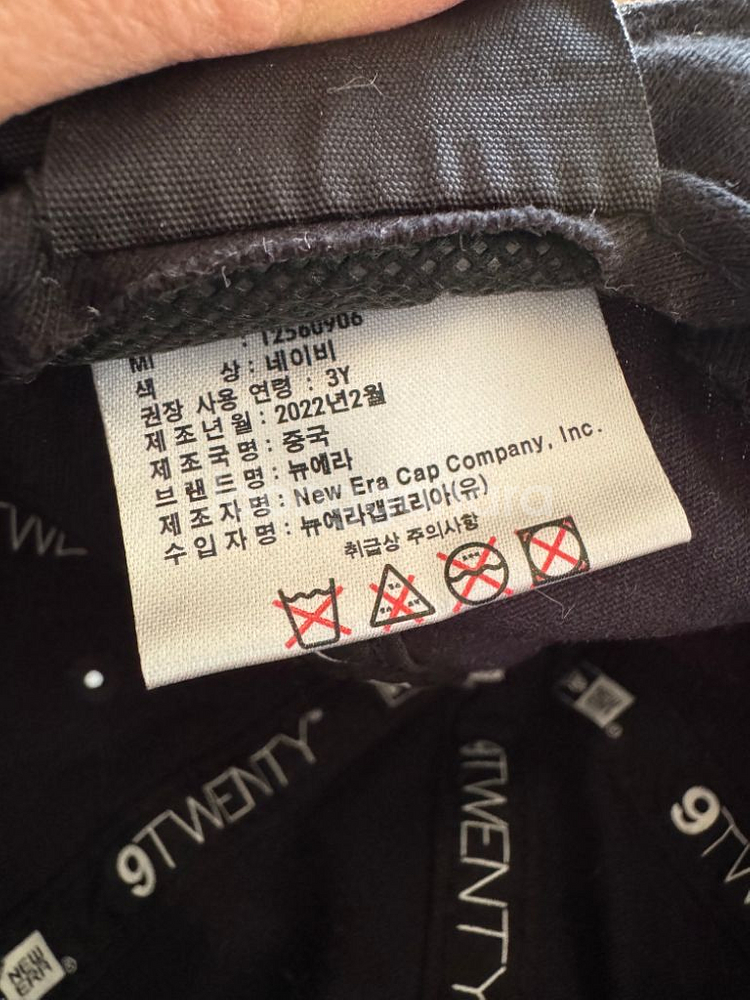 : 12560906
색 상 : 네이비
권장 사용 연령 : 3Y
제 조 년 월 : 2022년2월
제 조 국 명 : 중국
브 랜 드 명 : 뉴에라
제 조 자 명 : New Era Cap Company, Inc.
수 입 자 명 : 뉴에라캡코리아(유)
취급상 주의사항
9TWENTY
9TWENTY
NEW ERA